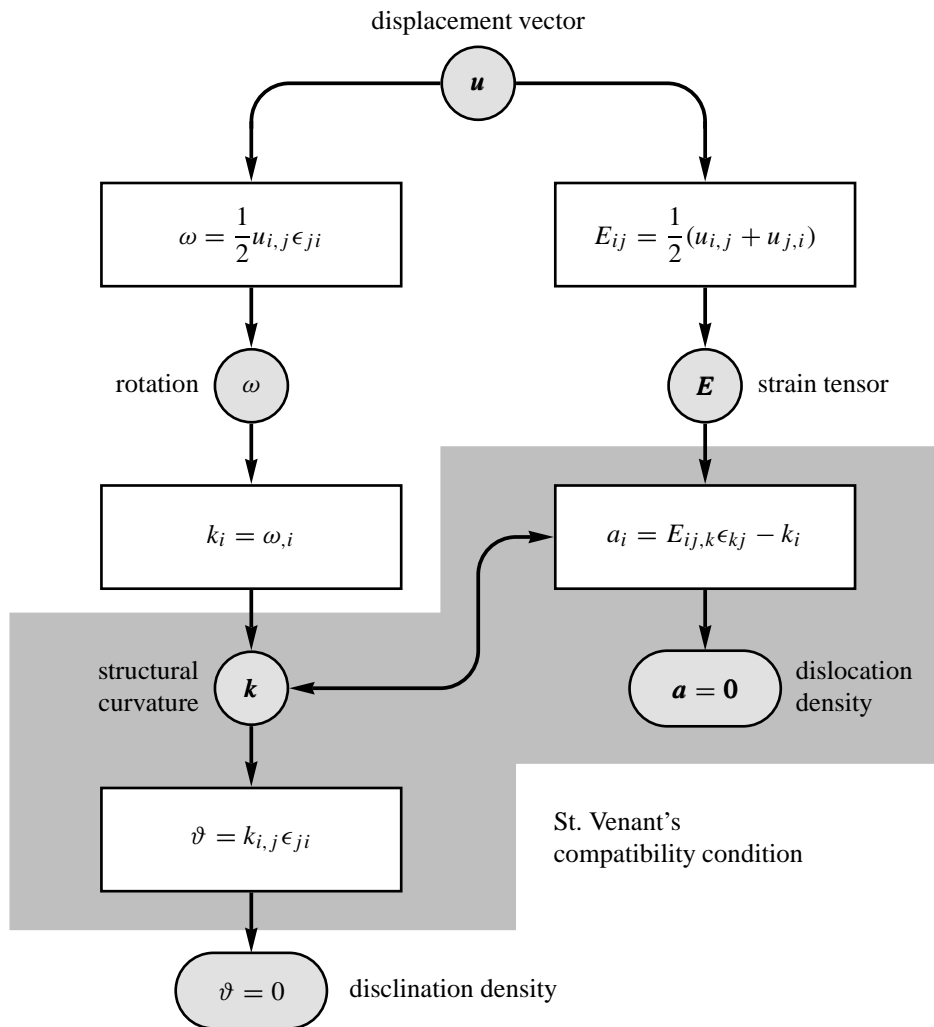 displacement vector
u
ω = 1/2 u_{i,j} ϵ_{ji}
E_{ij} = 1/2 (u_{i,j} + u_{j,i})
rotation
ω
E
strain tensor
k_i = ω_{,i}
a_i = E_{ij,k} ϵ_{kj} − k_i
structural
curvature
k
a = 0
dislocation
density
ϑ = k_{i,j} ϵ_{ji}
St. Venant's
compatibility condition
ϑ = 0
disclination density